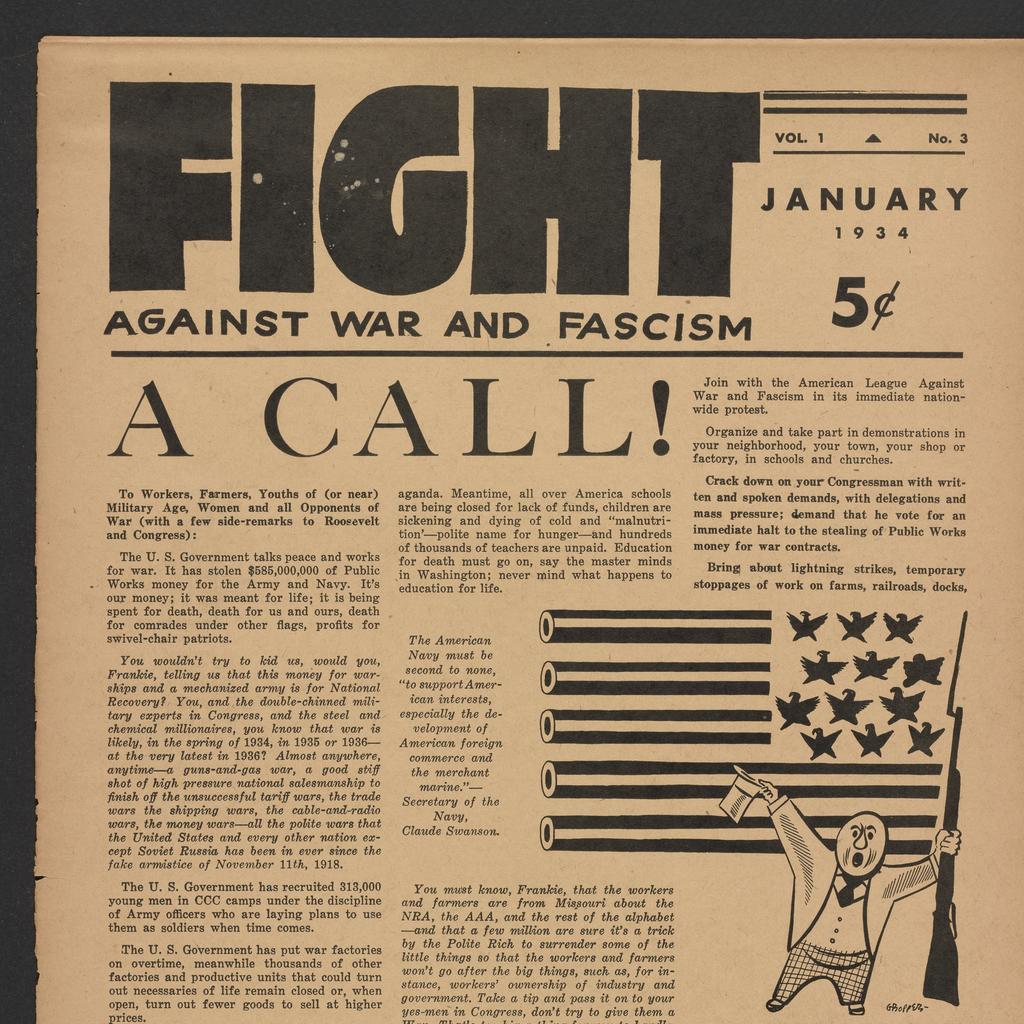 FIGHT
AGAINST WAR AND FASCISM
VOL. 1 ▲ No. 3
JANUARY
1934
5¢
A CALL!
To Workers, Farmers, Youths of (or near)
Military Age, Women and all Opponents of
War (with a few side-remarks to Roosevelt
and Congress):
The U. S. Government talks peace and works
for war. It has stolen $585,000,000 of Public
Works money for the Army and Navy. It's
our money; it was meant for life; it is being
spent for death, death for us and ours, death
for comrades under other flags, profits for
swivel-chair patriots.
You wouldn't try to kid us, would you,
Frankie, telling us that this money for war-
ships and a mechanized army is for National
Recovery? You, and the double-chinned mili-
tary experts in Congress, and the steel and
chemical millionaires, you know that war is
likely, in the spring of 1934, in 1935 or 1936—
at the very latest in 1936? Almost anywhere,
anytime—a guns-and-gas war, a good stiff
shot of high pressure national salesmanship to
finish off the unsuccessful tariff wars, the trade
wars the shipping wars, the cable-and-radio
wars, the money wars—all the polite wars that
the United States and every other nation ex-
cept Soviet Russia has been in ever since the
fake armistice of November 11th, 1918.
The U. S. Government has recruited 313,000
young men in CCC camps under the discipline
of Army officers who are laying plans to use
them as soldiers when time comes.
The U. S. Government has put war factories
on overtime, meanwhile thousands of other
factories and productive units that could turn
out necessaries of life remain closed or, when
open, turn out fewer goods to sell at higher
prices.
aganda. Meantime, all over America schools
are being closed for lack of funds, children are
sickening and dying of cold and "malnutri-
tion'—polite name for hunger—and hundreds
of thousands of teachers are unpaid. Education
for death must go on, say the master minds
in Washington; never mind what happens to
education for life.
The American
Navy must be
second to none,
"to support Amer-
ican interests,
especially the de-
velopment of
American foreign
commerce and
the merchant
marine."—
Secretary of the
Navy,
Claude Swanson.
You must know, Frankie, that the workers
and farmers are from Missouri about the
NRA, the AAA, and the rest of the alphabet
—and that a few million are sure it's a trick
by the Polite Rich to surrender some of the
little things so that the workers and farmers
won't go after the big things, such as, for in-
stance, workers' ownership of industry and
government. Take a tip and pass it on to your
yes-men in Congress, don't try to give them a
Join with the American League Against
War and Fascism in its immediate nation-
wide protest.
Organize and take part in demonstrations in
your neighborhood, your town, your shop or
factory, in schools and churches.
Crack down on your Congressman with writ-
ten and spoken demands, with delegations and
mass pressure; demand that he vote for an
immediate halt to the stealing of Public Works
money for war contracts.
Bring about lightning strikes, temporary
stoppages of work on farms, railroads, docks,
GROPPER-